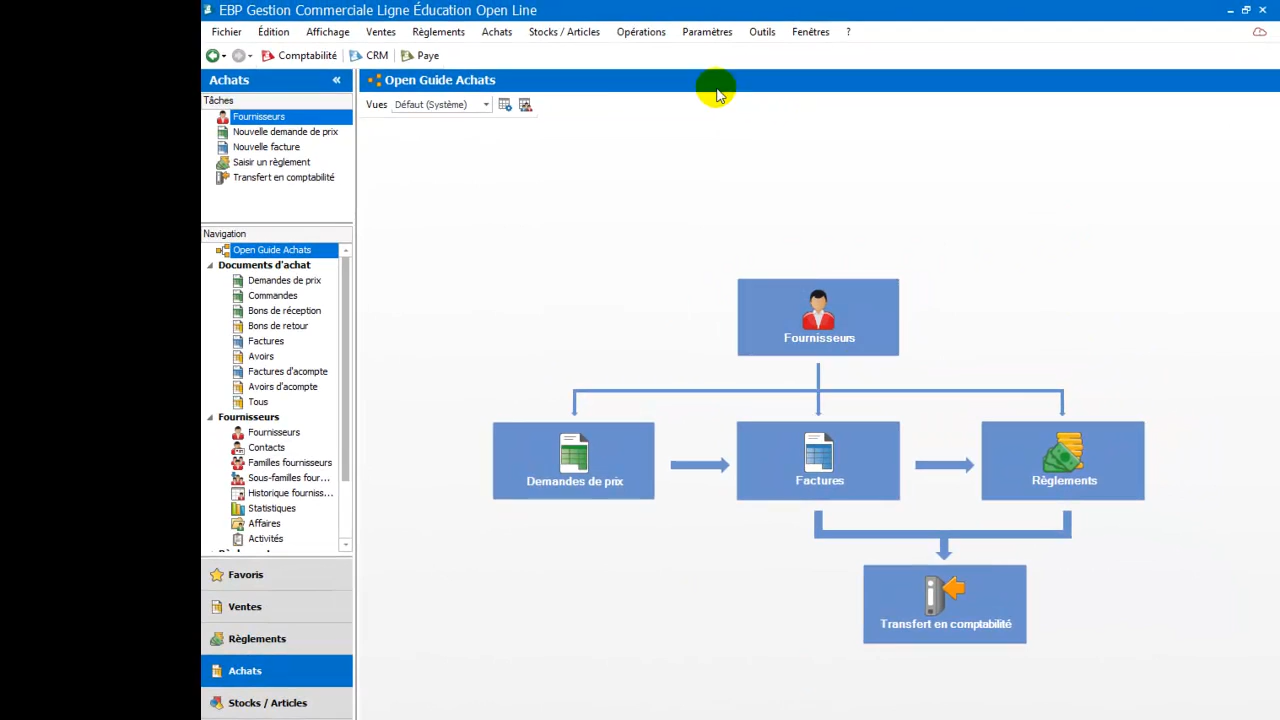 EBP Gestion Commerciale Ligne Éducation Open Line
Fichier Édition Affichage Ventes Règlements Achats Stocks / Articles Opérations Paramètres Outils Fenêtres ?
Comptabilité CRM Paye
Achats «
Open Guide Achats
Tâches
Vues Défaut (Système)
Fournisseurs
Nouvelle demande de prix
Nouvelle facture
Saisir un règlement
Transfert en comptabilité
Navigation
Open Guide Achats
Documents d'achat
Demandes de prix
Commandes
Bons de réception
Bons de retour
Factures
Avoirs
Factures d'acompte
Avoirs d'acompte
Tous
Fournisseurs
Fournisseurs
Contacts
Familles fournisseurs
Sous-familles four...
Historique fourniss...
Statistiques
Affaires
Activités
Favoris
Ventes
Règlements
Achats
Stocks / Articles
Fournisseurs
Demandes de prix
Factures
Règlements
Transfert en comptabilité